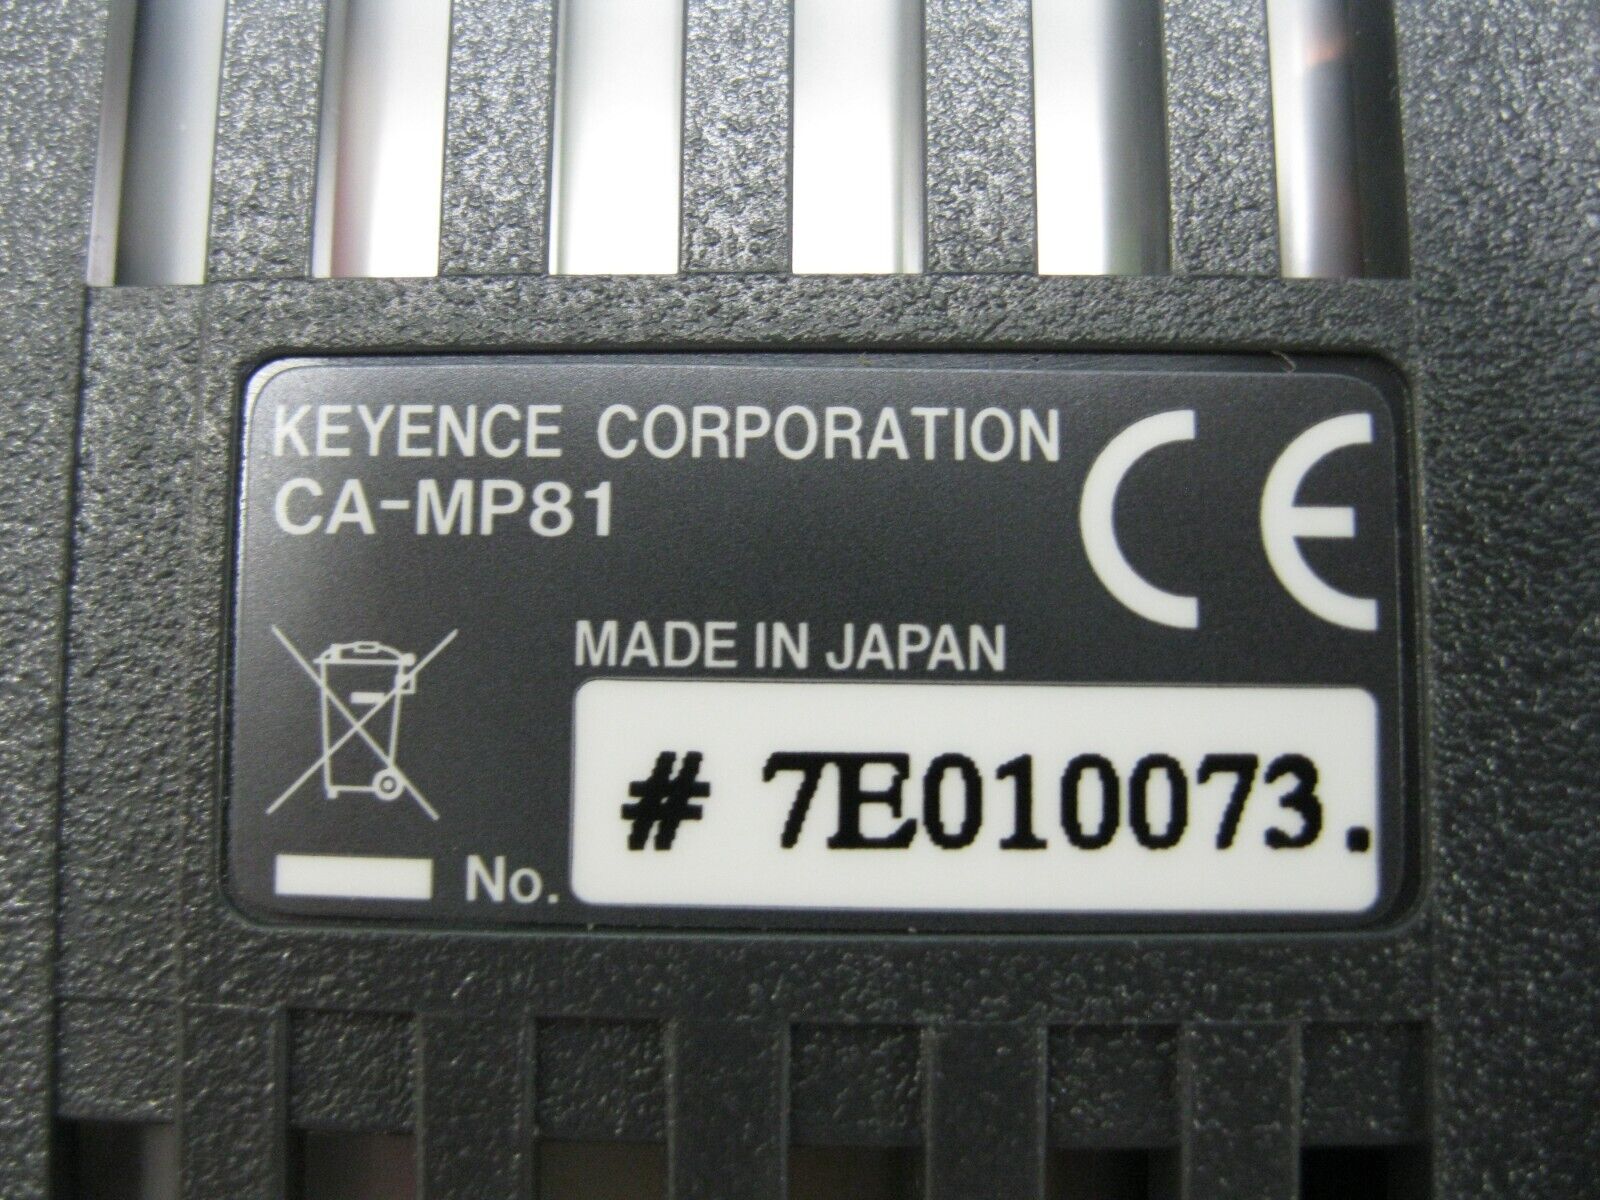 KEYENCE CORPORATION
CA-MP81
CE
MADE IN JAPAN
No. # 7E010073.